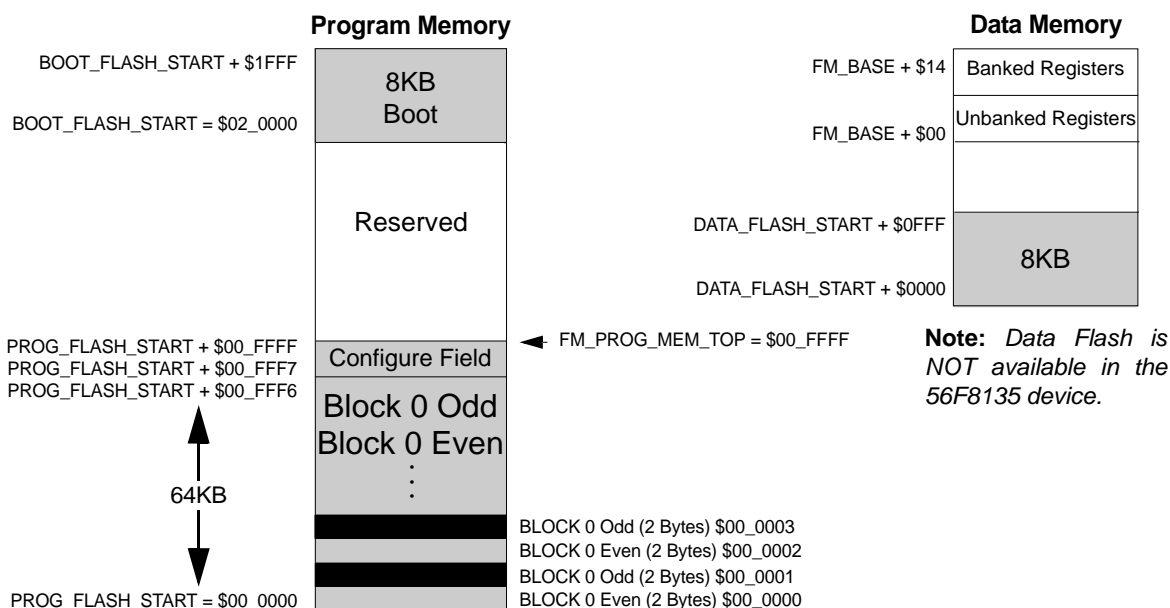 Program Memory
BOOT_FLASH_START + $1FFF
8KB
Boot
BOOT_FLASH_START = $02_0000
Reserved
PROG_FLASH_START + $00_FFFF
FM_PROG_MEM_TOP = $00_FFFF
Configure Field
PROG_FLASH_START + $00_FFF7
PROG_FLASH_START + $00_FFF6
Block 0 Odd
Block 0 Even
64KB
BLOCK 0 Odd (2 Bytes) $00_0003
BLOCK 0 Even (2 Bytes) $00_0002
BLOCK 0 Odd (2 Bytes) $00_0001
BLOCK 0 Even (2 Bytes) $00_0000
PROG_FLASH_START = $00_0000
Data Memory
FM_BASE + $14
Banked Registers
Unbanked Registers
FM_BASE + $00
DATA_FLASH_START + $0FFF
8KB
DATA_FLASH_START + $0000
Note: Data Flash is
NOT available in the
56F8135 device.